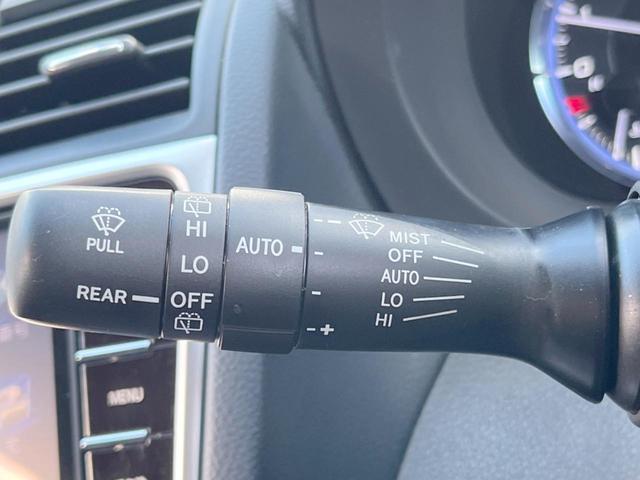 PULL
REAR
HI
LO
OFF
AUTO
- +
MIST
OFF
AUTO
LO
HI
MENU